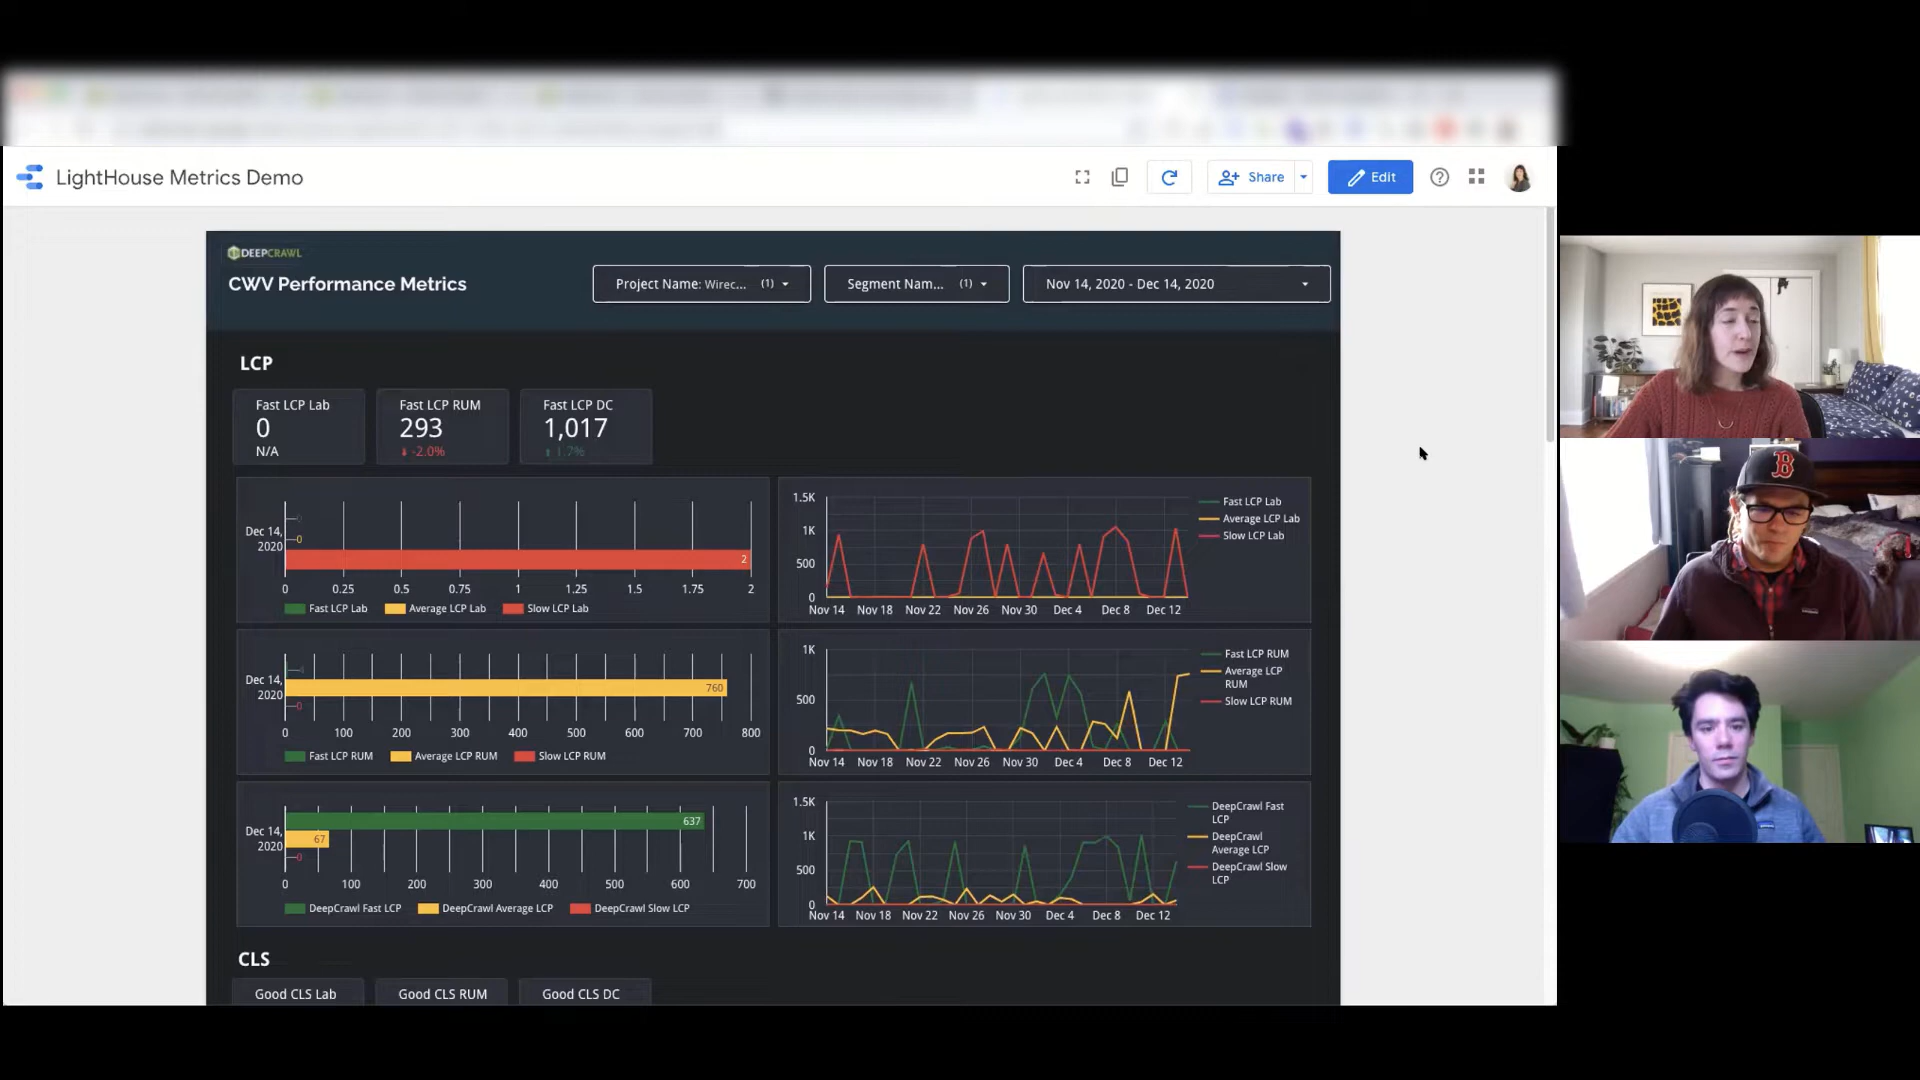 LightHouse Metrics Demo
Share
Edit
DEEPCRAWL
CWV Performance Metrics
Project Name: Wirec... (1)
Segment Nam... (1)
Nov 14, 2020 - Dec 14, 2020
LCP
Fast LCP Lab
0
N/A
Fast LCP RUM
293
-2.0%
Fast LCP DC
1,017
1.7%
Dec 14,
2020
0
0
2
0 0.25 0.5 0.75 1 1.25 1.5 1.75 2
Fast LCP Lab Average LCP Lab Slow LCP Lab
1.5K
1K
500
0
Nov 14 Nov 18 Nov 22 Nov 26 Nov 30 Dec 4 Dec 8 Dec 12
Fast LCP Lab
Average LCP Lab
Slow LCP Lab
Dec 14,
2020
760
0
0 100 200 300 400 500 600 700 800
Fast LCP RUM Average LCP RUM Slow LCP RUM
1K
500
0
Nov 14 Nov 18 Nov 22 Nov 26 Nov 30 Dec 4 Dec 8 Dec 12
Fast LCP RUM
Average LCP
RUM
Slow LCP RUM
Dec 14,
2020
637
67
0
0 100 200 300 400 500 600 700
DeepCrawl Fast LCP DeepCrawl Average LCP DeepCrawl Slow LCP
1.5K
1K
500
0
Nov 14 Nov 18 Nov 22 Nov 26 Nov 30 Dec 4 Dec 8 Dec 12
DeepCrawl Fast
LCP
DeepCrawl
Average LCP
DeepCrawl Slow
LCP
CLS
Good CLS Lab
Good CLS RUM
Good CLS DC
B